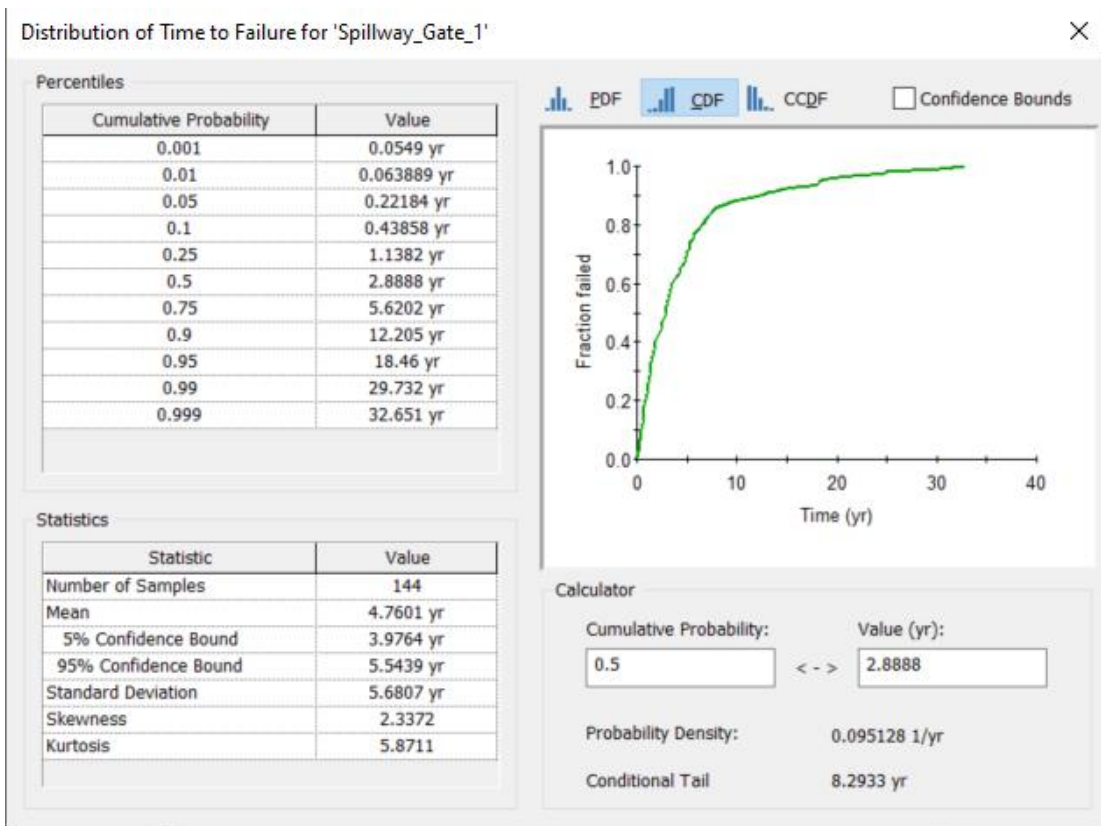 Distribution of Time to Failure for 'Spillway_Gate_1'
Percentiles
Cumulative Probability Value
0.001 0.0549 yr
0.01 0.063889 yr
0.05 0.22184 yr
0.1 0.43858 yr
0.25 1.1382 yr
0.5 2.8888 yr
0.75 5.6202 yr
0.9 12.205 yr
0.95 18.46 yr
0.99 29.732 yr
0.999 32.651 yr
Statistics
Statistic Value
Number of Samples 144
Mean 4.7601 yr
5% Confidence Bound 3.9764 yr
95% Confidence Bound 5.5439 yr
Standard Deviation 5.6807 yr
Skewness 2.3372
Kurtosis 5.8711
PDF CDF CCDF Confidence Bounds
Fraction failed
1.0
0.8
0.6
0.4
0.2
0.0
0 10 20 30 40
Time (yr)
Calculator
Cumulative Probability: Value (yr):
0.5 < - > 2.8888
Probability Density: 0.095128 1/yr
Conditional Tail 8.2933 yr